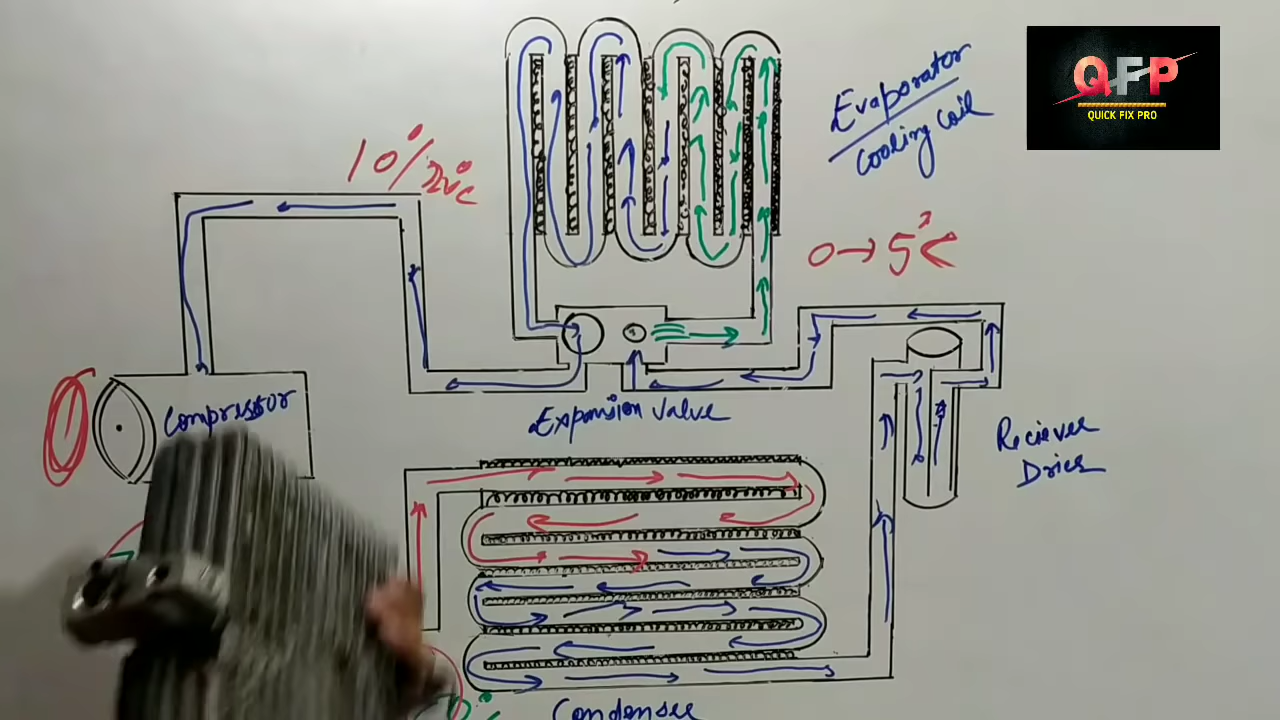 QFP
QUICK FIX PRO
Evaporator
Cooling Coil
10°/20°c
0→5°C
Compressor
Expansion valve
Reciever
Drier
Condenser